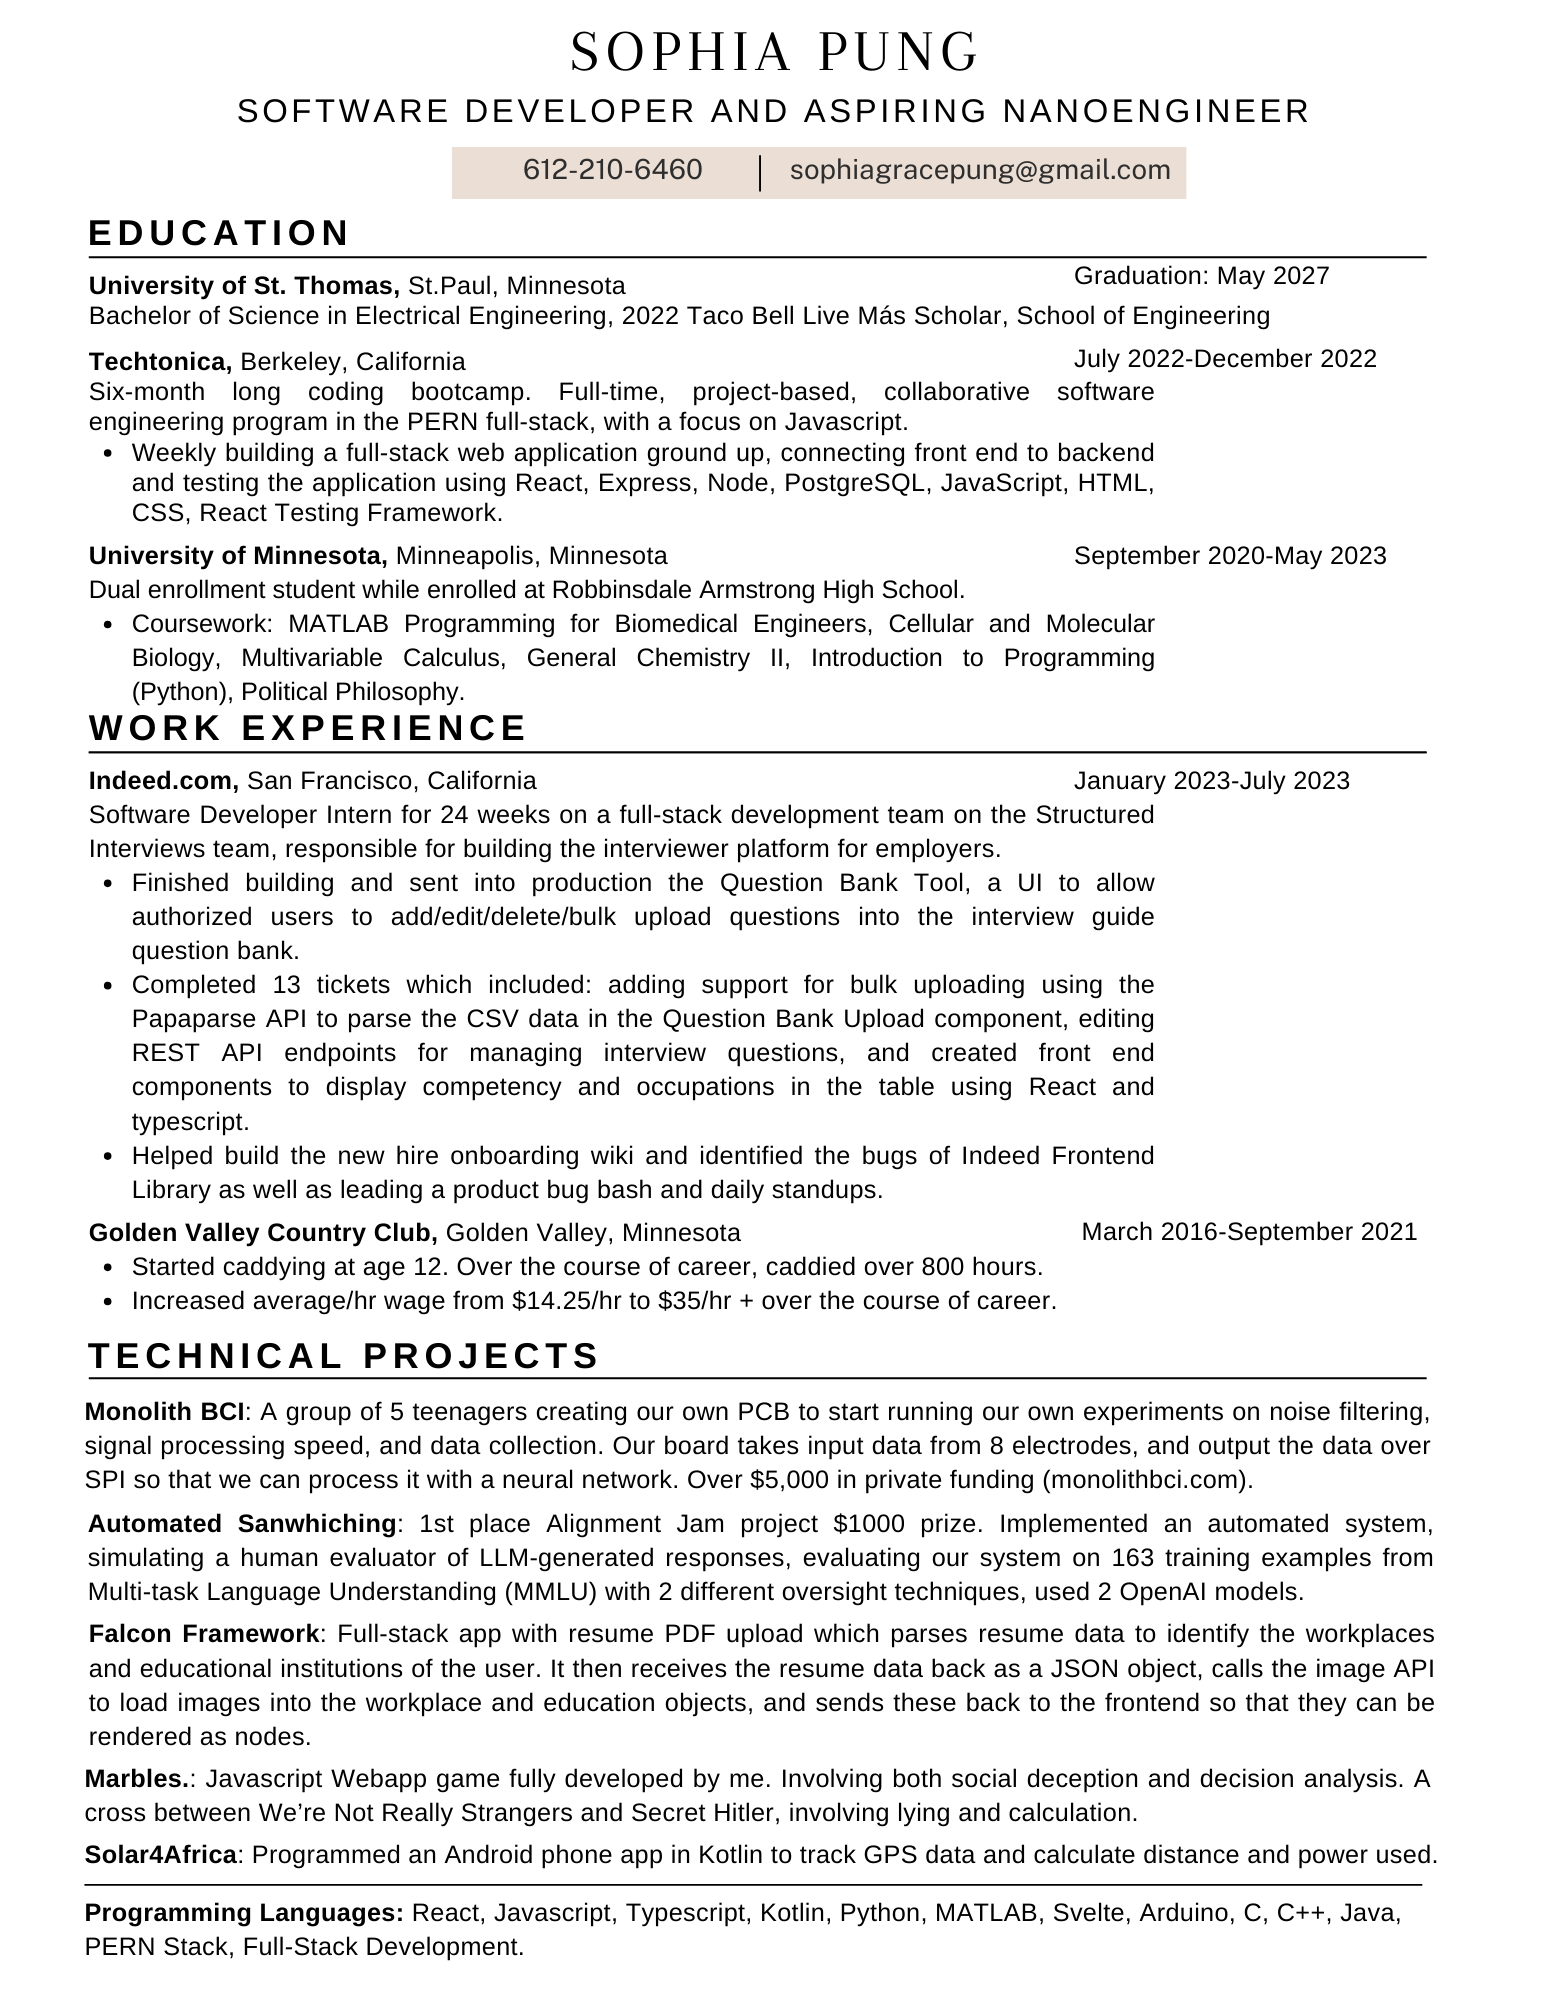 SOPHIA PUNG
SOFTWARE DEVELOPER AND ASPIRING NANOENGINEER
612-210-6460 | sophiagracepung@gmail.com
EDUCATION
University of St. Thomas, St.Paul, Minnesota Graduation: May 2027
Bachelor of Science in Electrical Engineering, 2022 Taco Bell Live Más Scholar, School of Engineering
Techtonica, Berkeley, California July 2022-December 2022
Six-month long coding bootcamp. Full-time, project-based, collaborative software
engineering program in the PERN full-stack, with a focus on Javascript.
• Weekly building a full-stack web application ground up, connecting front end to backend
and testing the application using React, Express, Node, PostgreSQL, JavaScript, HTML,
CSS, React Testing Framework.
University of Minnesota, Minneapolis, Minnesota September 2020-May 2023
Dual enrollment student while enrolled at Robbinsdale Armstrong High School.
• Coursework: MATLAB Programming for Biomedical Engineers, Cellular and Molecular
Biology, Multivariable Calculus, General Chemistry II, Introduction to Programming
(Python), Political Philosophy.
WORK EXPERIENCE
Indeed.com, San Francisco, California January 2023-July 2023
Software Developer Intern for 24 weeks on a full-stack development team on the Structured
Interviews team, responsible for building the interviewer platform for employers.
• Finished building and sent into production the Question Bank Tool, a UI to allow
authorized users to add/edit/delete/bulk upload questions into the interview guide
question bank.
• Completed 13 tickets which included: adding support for bulk uploading using the
Papaparse API to parse the CSV data in the Question Bank Upload component, editing
REST API endpoints for managing interview questions, and created front end
components to display competency and occupations in the table using React and
typescript.
• Helped build the new hire onboarding wiki and identified the bugs of Indeed Frontend
Library as well as leading a product bug bash and daily standups.
Golden Valley Country Club, Golden Valley, Minnesota March 2016-September 2021
• Started caddying at age 12. Over the course of career, caddied over 800 hours.
• Increased average/hr wage from $14.25/hr to $35/hr + over the course of career.
TECHNICAL PROJECTS
Monolith BCI: A group of 5 teenagers creating our own PCB to start running our own experiments on noise filtering,
signal processing speed, and data collection. Our board takes input data from 8 electrodes, and output the data over
SPI so that we can process it with a neural network. Over $5,000 in private funding (monolithbci.com).
Automated Sanwhiching: 1st place Alignment Jam project $1000 prize. Implemented an automated system,
simulating a human evaluator of LLM-generated responses, evaluating our system on 163 training examples from
Multi-task Language Understanding (MMLU) with 2 different oversight techniques, used 2 OpenAI models.
Falcon Framework: Full-stack app with resume PDF upload which parses resume data to identify the workplaces
and educational institutions of the user. It then receives the resume data back as a JSON object, calls the image API
to load images into the workplace and education objects, and sends these back to the frontend so that they can be
rendered as nodes.
Marbles.: Javascript Webapp game fully developed by me. Involving both social deception and decision analysis. A
cross between We’re Not Really Strangers and Secret Hitler, involving lying and calculation.
Solar4Africa: Programmed an Android phone app in Kotlin to track GPS data and calculate distance and power used.
Programming Languages: React, Javascript, Typescript, Kotlin, Python, MATLAB, Svelte, Arduino, C, C++, Java,
PERN Stack, Full-Stack Development.